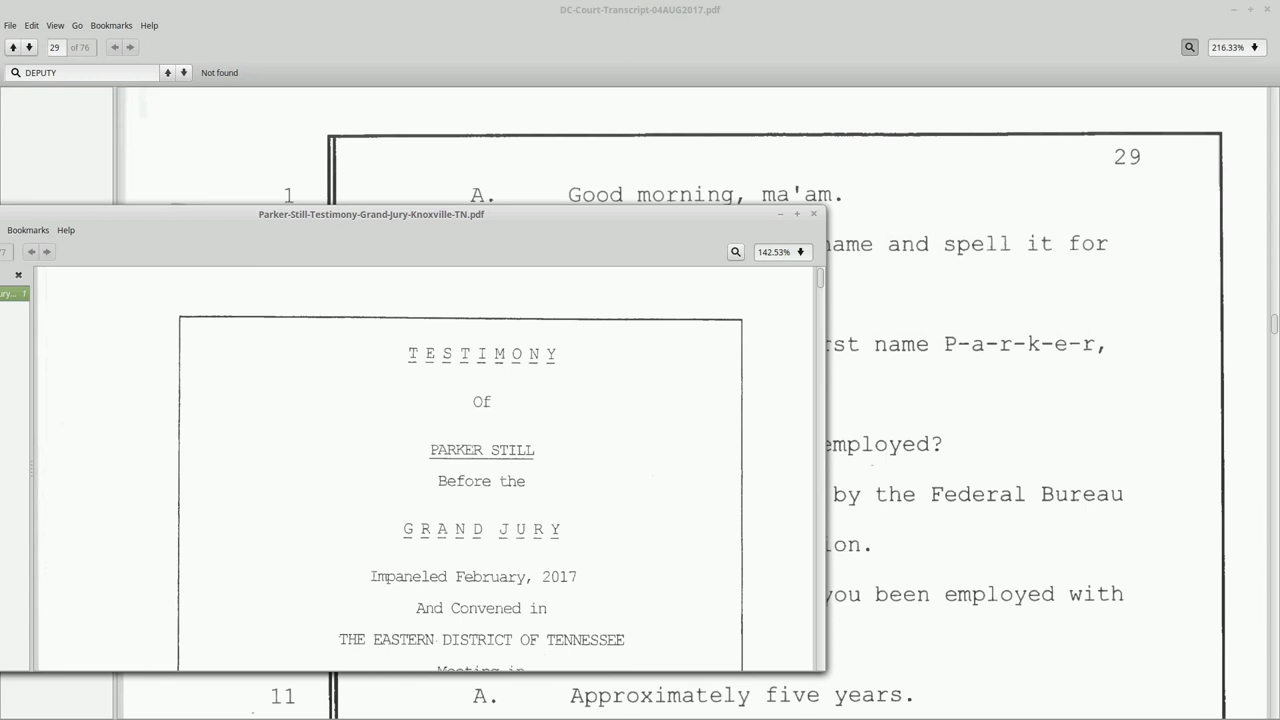 DC-Court-Transcript-04AUG2017.pdf
File Edit View Go Bookmarks Help
29 of 76
216.33%
DEPUTY
Not found
29
1 A. Good morning, ma'am.
name and spell it for
first name P-a-r-k-e-r,
employed?
by the Federal Bureau
you been employed with
11 A. Approximately five years.
Parker-Still-Testimony-Grand-Jury-Knoxville-TN.pdf
Bookmarks Help
142.53%
TESTIMONY
Of
PARKER STILL
Before the
GRAND JURY
Impaneled February, 2017
And Convened in
THE EASTERN DISTRICT OF TENNESSEE
Meeting in